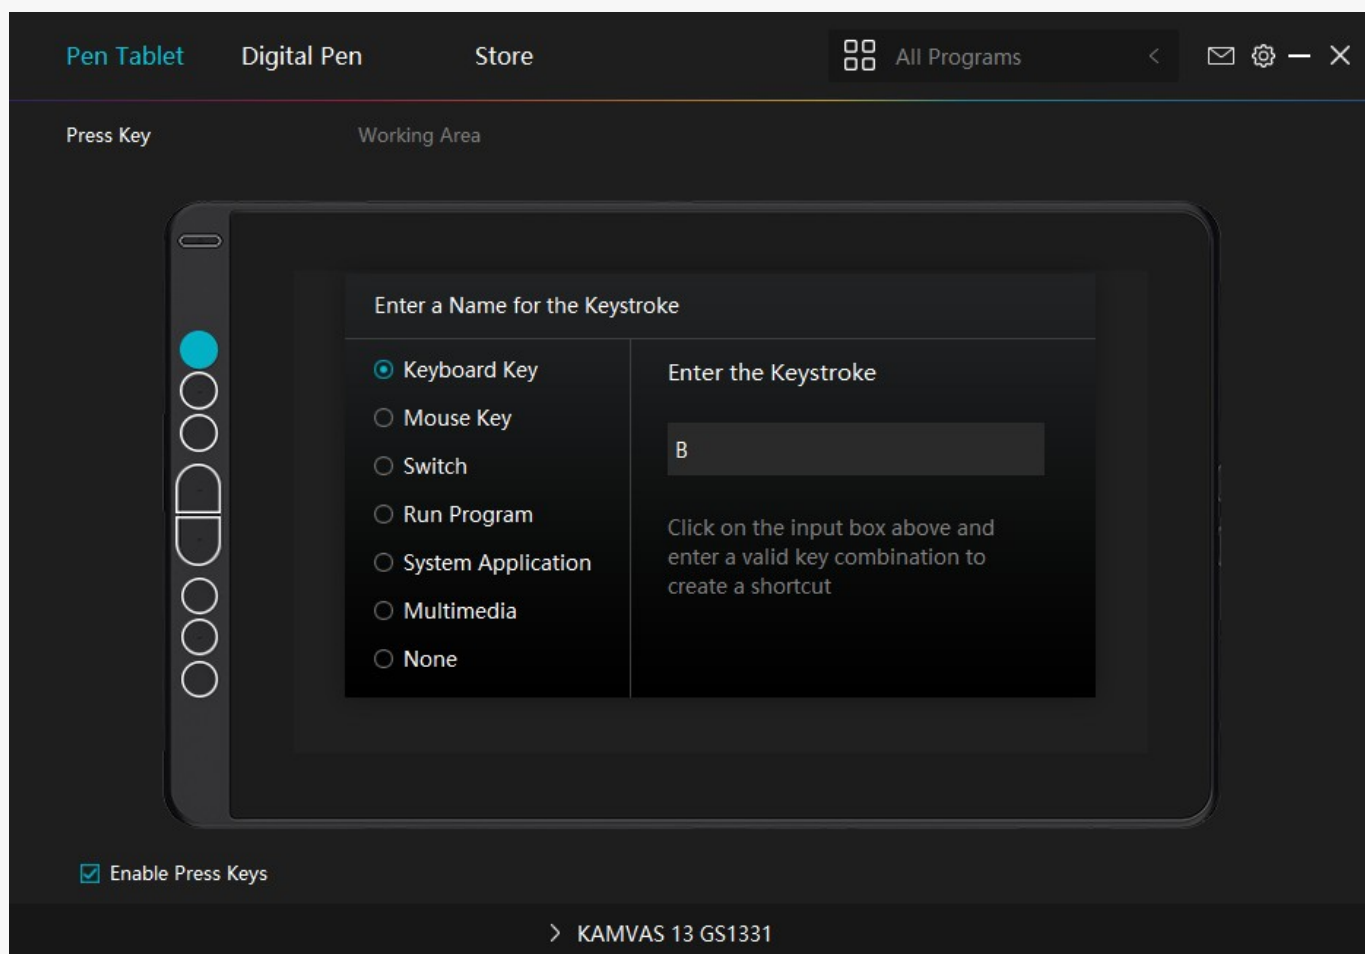 Pen Tablet
Digital Pen
Store
All Programs
Press Key
Working Area
Enter a Name for the Keystroke
Keyboard Key
Mouse Key
Switch
Run Program
System Application
Multimedia
None
Enter the Keystroke
B
Click on the input box above and
enter a valid key combination to
create a shortcut
Enable Press Keys
KAMVAS 13 GS1331